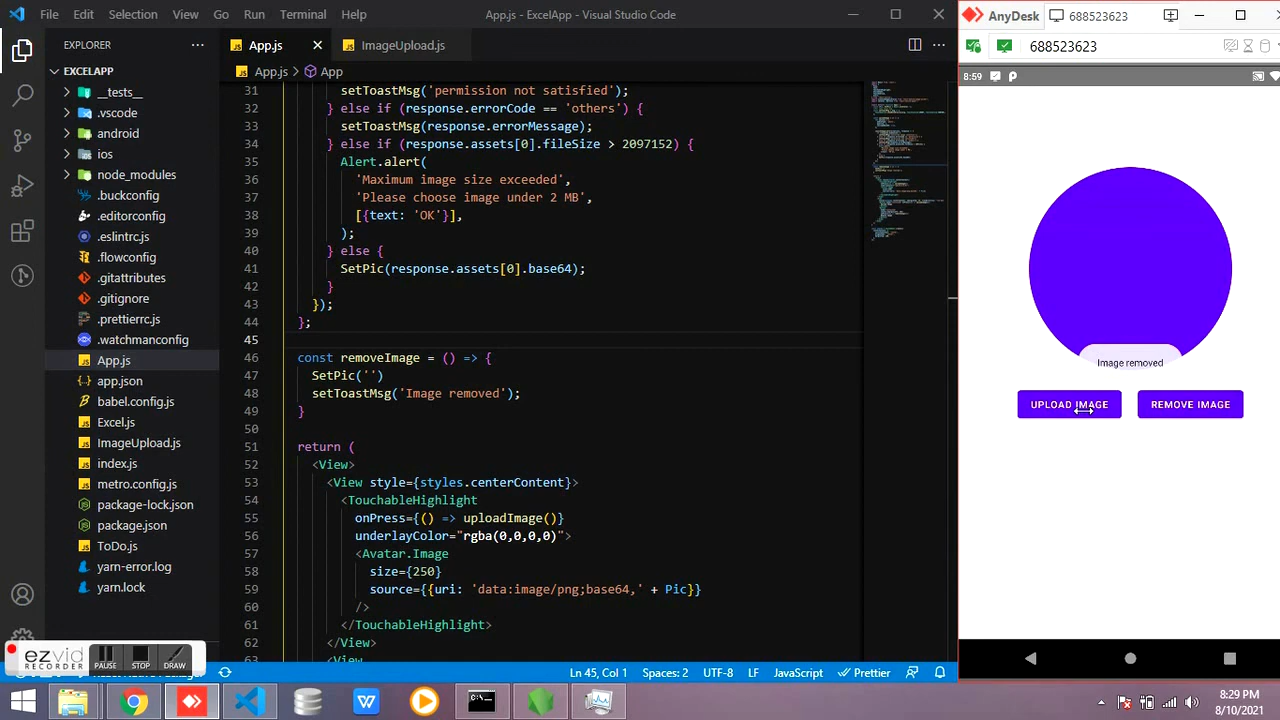 File Edit Selection View Go Run Terminal Help
App.js - ExcelApp - Visual Studio Code
AnyDesk
688523623
EXPLORER
App.js
ImageUpload.js
688523623
EXCELAPP
App.js > App
8:59
__tests__
.vscode
android
ios
node_modules
.buckconfig
.editorconfig
.eslintrc.js
.flowconfig
.gitattributes
.gitignore
.prettierrc.js
.watchmanconfig
App.js
app.json
babel.config.js
Excel.js
ImageUpload.js
index.js
metro.config.js
package-lock.json
package.json
ToDo.js
yarn-error.log
yarn.lock
31 setToastMsg('permission not satisfied');
32 } else if (response.errorCode == 'others') {
33 setToastMsg(response.errorMessage);
34 } else if (response.assets[0].fileSize > 2097152) {
35 Alert.alert(
36 'Maximum image size exceeded',
37 'Please choose image under 2 MB',
38 [{text: 'OK'}],
39 );
40 } else {
41 SetPic(response.assets[0].base64);
42 }
43 });
44 };
45
46 const removeImage = () => {
47 SetPic('')
48 setToastMsg('Image removed');
49 }
50
51 return (
52 <View>
53 <View style={styles.centerContent}>
54 <TouchableHighlight
55 onPress={() => uploadImage()}
56 underlayColor="rgba(0,0,0,0)">
57 <Avatar.Image
58 size={250}
59 source={{uri: 'data:image/png;base64,' + Pic}}
60 />
61 </TouchableHighlight>
62 </View>
63 <View
Image removed
UPLOAD IMAGE
REMOVE IMAGE
ezvid
RECORDER
PAUSE
STOP
DRAW
Ln 45, Col 1
Spaces: 2
UTF-8
LF
JavaScript
Prettier
8:29 PM
8/10/2021